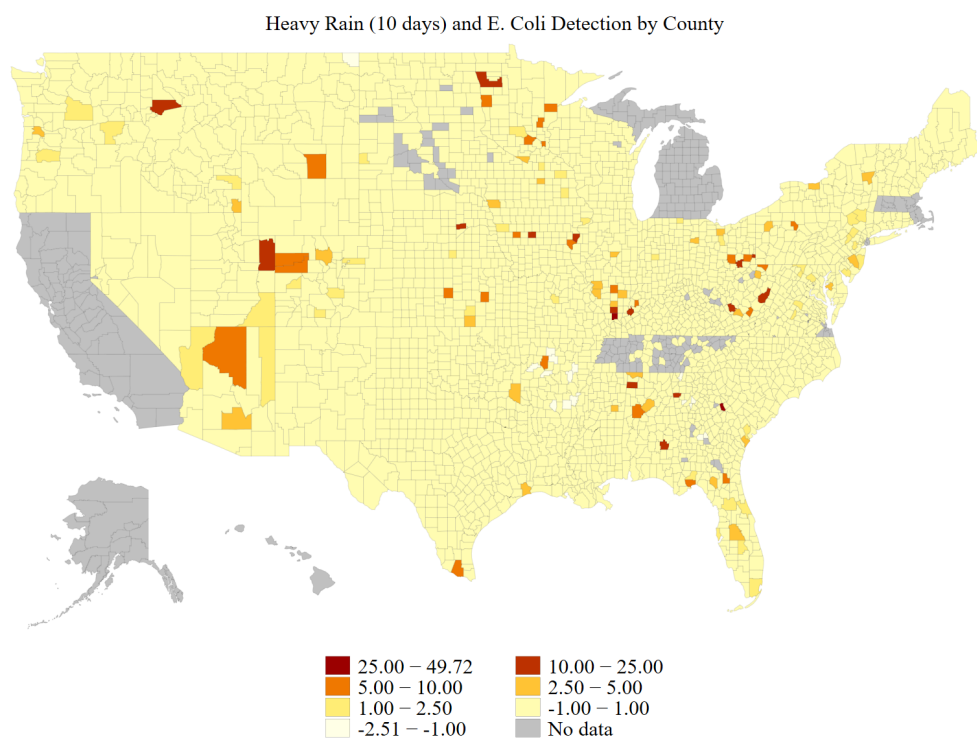 Heavy Rain (10 days) and E. Coli Detection by County
25.00 − 49.72
10.00 − 25.00
5.00 − 10.00
2.50 − 5.00
1.00 − 2.50
-1.00 − 1.00
-2.51 − -1.00
No data